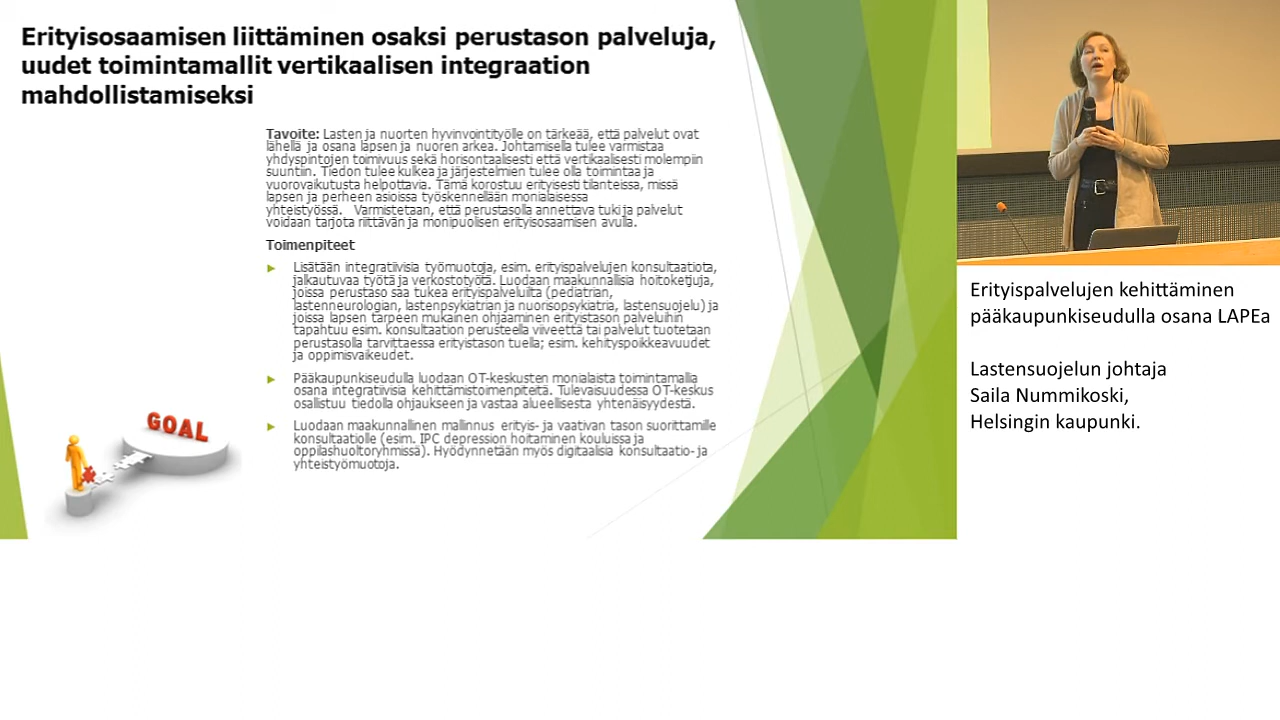 Erityisosaamisen liittäminen osaksi perustason palveluja,
uudet toimintamallit vertikaalisen integraation
mahdollistamiseksi
Tavoite: Lasten ja nuorten hyvinvointityölle on tärkeää, että palvelut ovat
lähellä ja osana lapsen ja nuoren arkea. Johtamisella tulee varmistaa
yhdyspintojen toimivuus sekä horisontaalisesti että vertikaalisesti molempiin
suuntiin. Tiedon tulee kulkea ja järjestelmien tulee olla toimintaa ja
vuorovaikutusta helpottavia. Tämä korostuu erityisesti tilanteissa, missä
lapsen ja perheen asioissa työskennellään monialaisessa
yhteistyössä. Varmistetaan, että perustasolla annettava tuki ja palvelut
voidaan tarjota riittävän ja monipuolisen erityisosaamisen avulla.
Toimenpiteet
► Lisätään integratiivisia työmuotoja, esim. erityispalvelujen konsultaatiota,
jalkautuvaa työtä ja verkostotyötä. Luodaan maakunnallisia hoitoketjuja,
joissa perustaso saa tukea erityispalveluilta (pediatrian,
lastenneurologian, lastenpsykiatrian ja nuorisopsykiatria, lastensuojelu) ja
joissa lapsen tarpeen mukainen ohjaaminen erityistason palveluihin
tapahtuu esim. konsultaation perusteella viiveettä tai palvelut tuotetaan
perustasolla tarvittaessa erityistason tuella; esim. kehityspoikkeavuudet
ja oppimisvaikeudet.
► Pääkaupunkiseudulla luodaan OT-keskusten monialaista toimintamallia
osana integratiivisia kehittämistoimenpiteitä. Tulevaisuudessa OT-keskus
osallistuu tiedolla ohjaukseen ja vastaa alueellisesta yhtenäisyydestä.
► Luodaan maakunnallinen mallinnus erityis- ja vaativan tason suorittamille
konsultaatiolle (esim. IPC depression hoitaminen kouluissa ja
oppilashuoltoryhmissä). Hyödynnetään myös digitaalisia konsultaatio- ja
yhteistyömuotoja.
GOAL
Erityispalvelujen kehittäminen
pääkaupunkiseudulla osana LAPEa
Lastensuojelun johtaja
Saila Nummikoski,
Helsingin kaupunki.